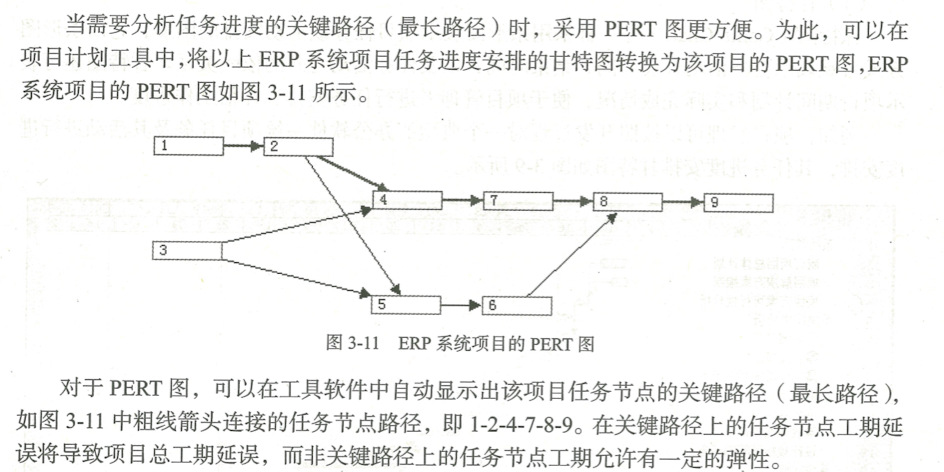 当需要分析任务进度的关键路径（最长路径）时，采用 PERT 图更方便。为此，可以在
项目计划工具中，将以上 ERP 系统项目任务进度安排的甘特图转换为该项目的 PERT 图，ERP
系统项目的 PERT 图如图 3-11 所示。
1 2
4 7 8 9
3
5 6
图 3-11 ERP 系统项目的 PERT 图
对于 PERT 图，可以在工具软件中自动显示出该项目任务节点的关键路径（最长路径），
如图 3-11 中粗线箭头连接的任务节点路径，即 1-2-4-7-8-9。在关键路径上的任务节点工期延
误将导致项目总工期延误，而非关键路径上的任务节点工期允许有一定的弹性。